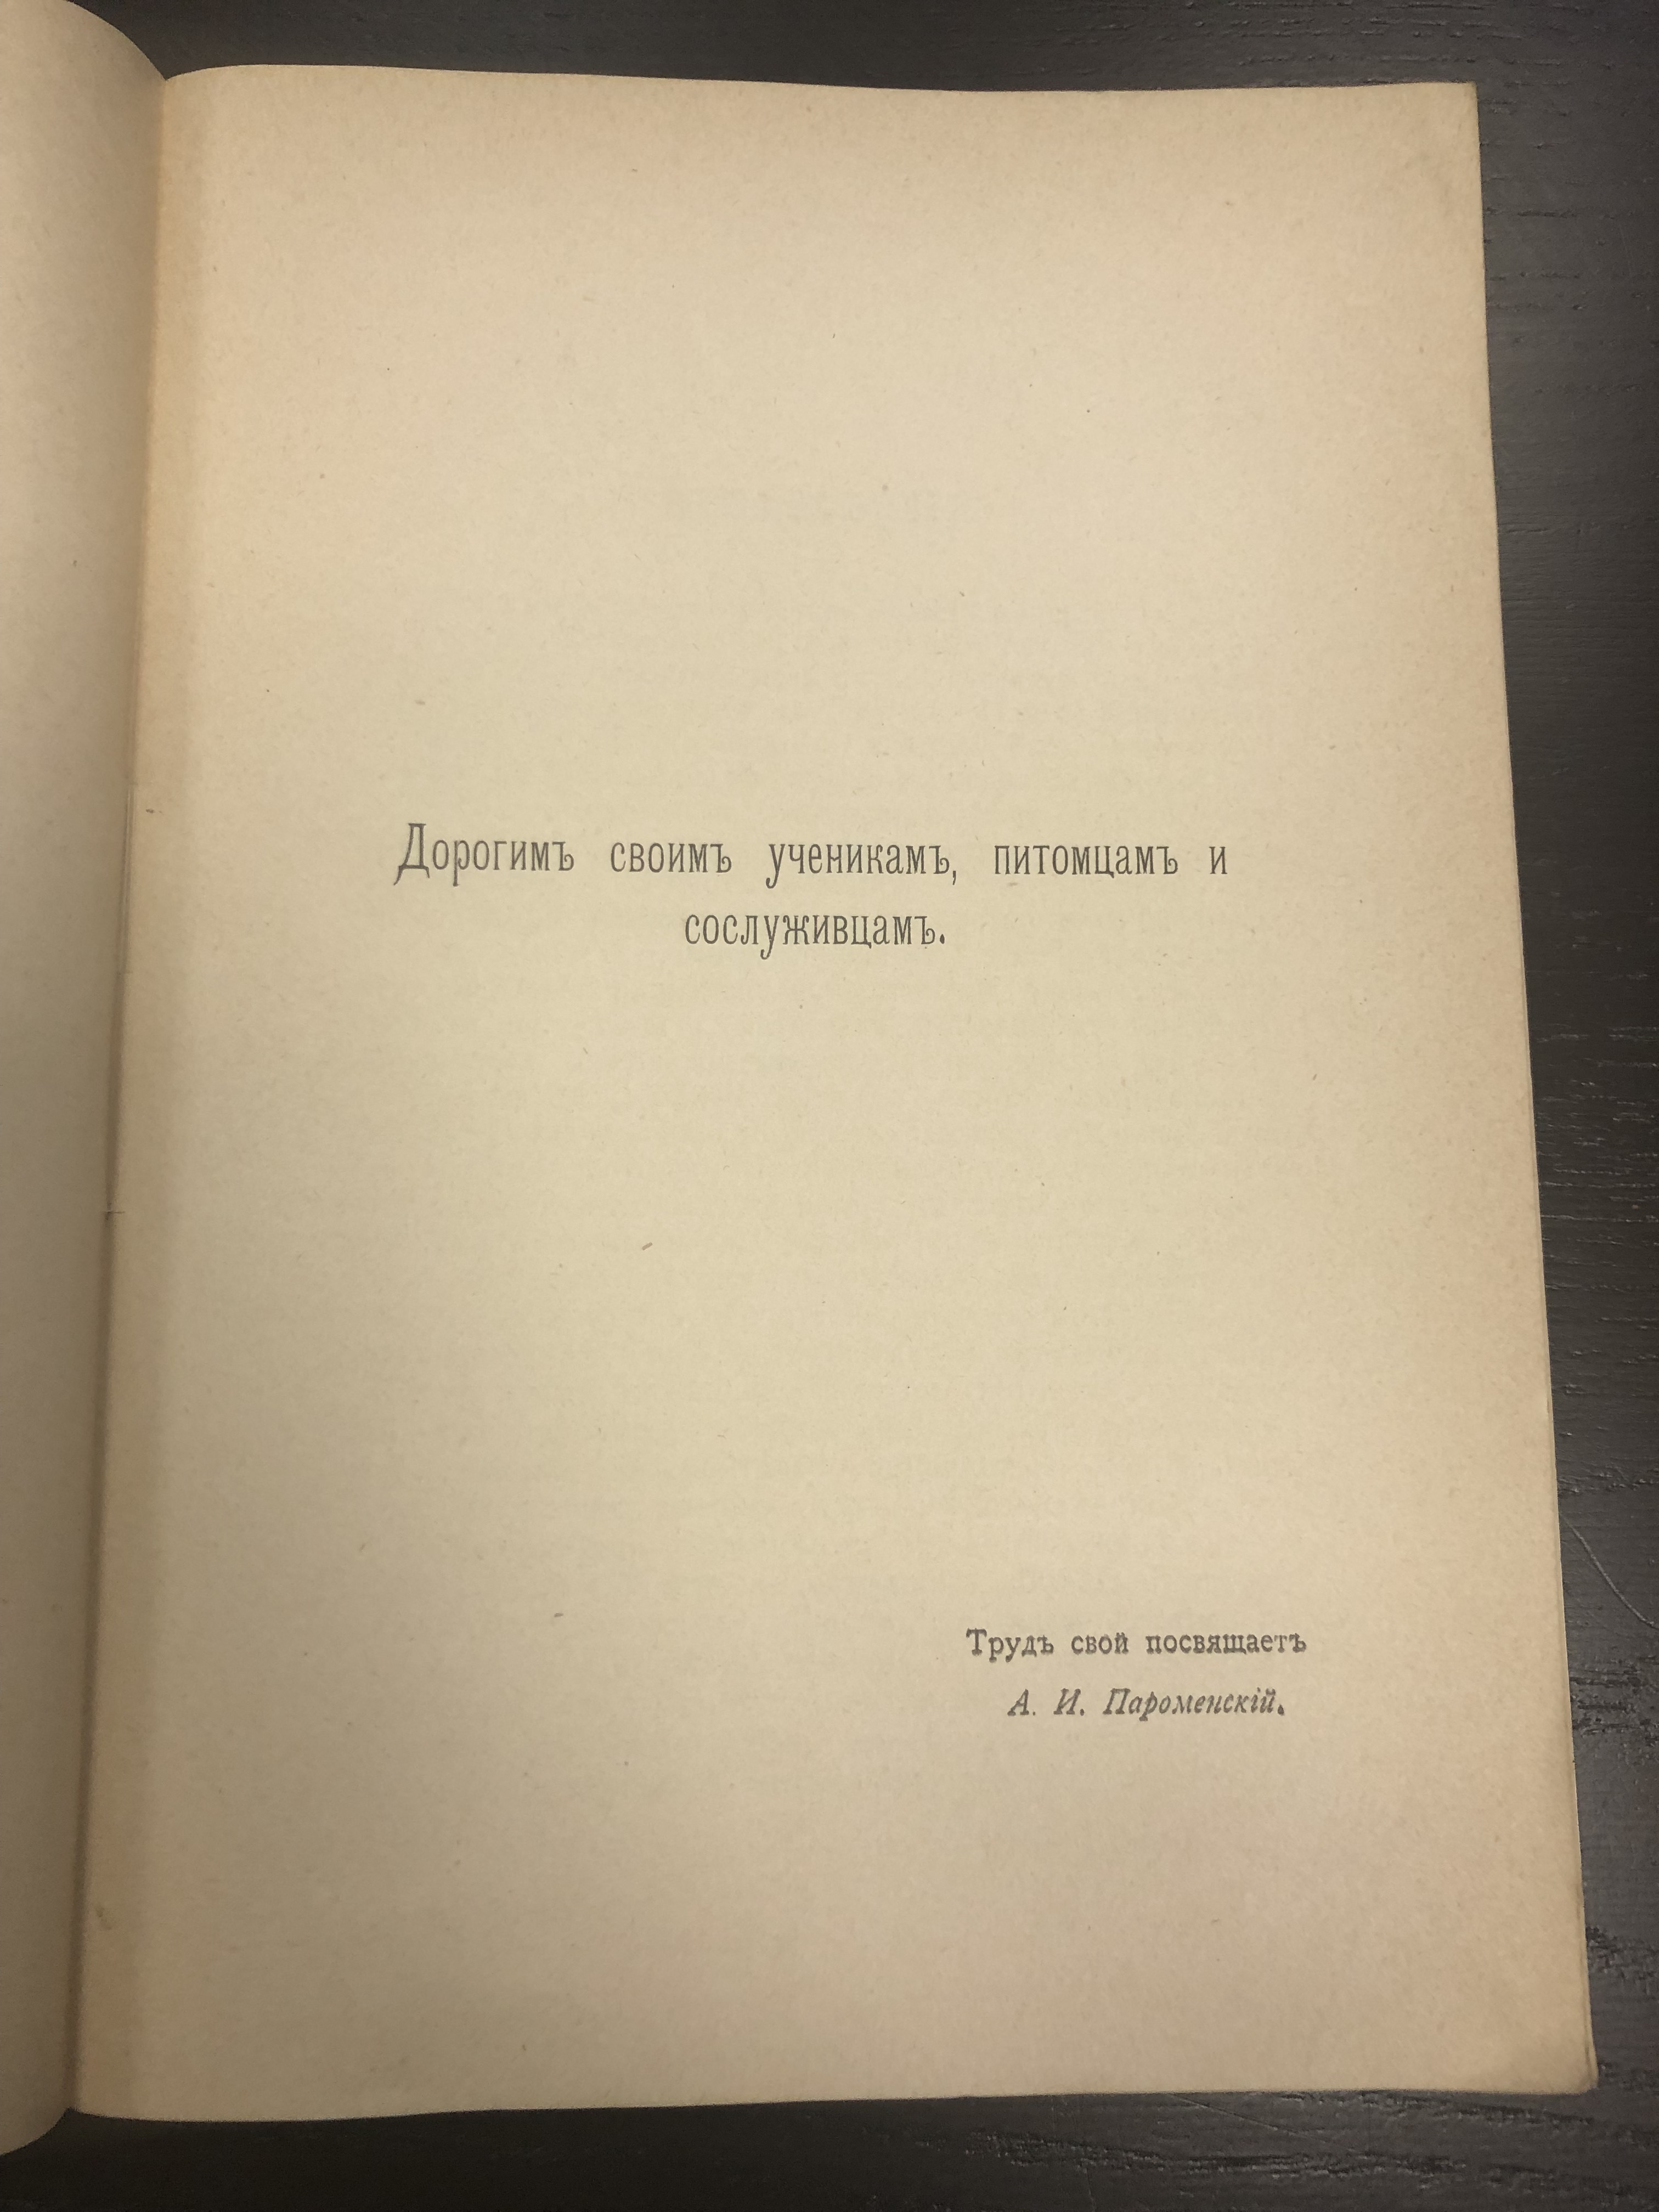 Дорогимъ своимъ ученикамъ, питомцамъ и
сослуживцамъ.
Трудъ свой посвящаетъ
А. И. Пароменскій.